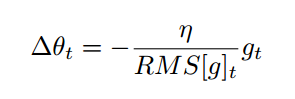 Δθ_t = − η / RMS[g]_t g_t